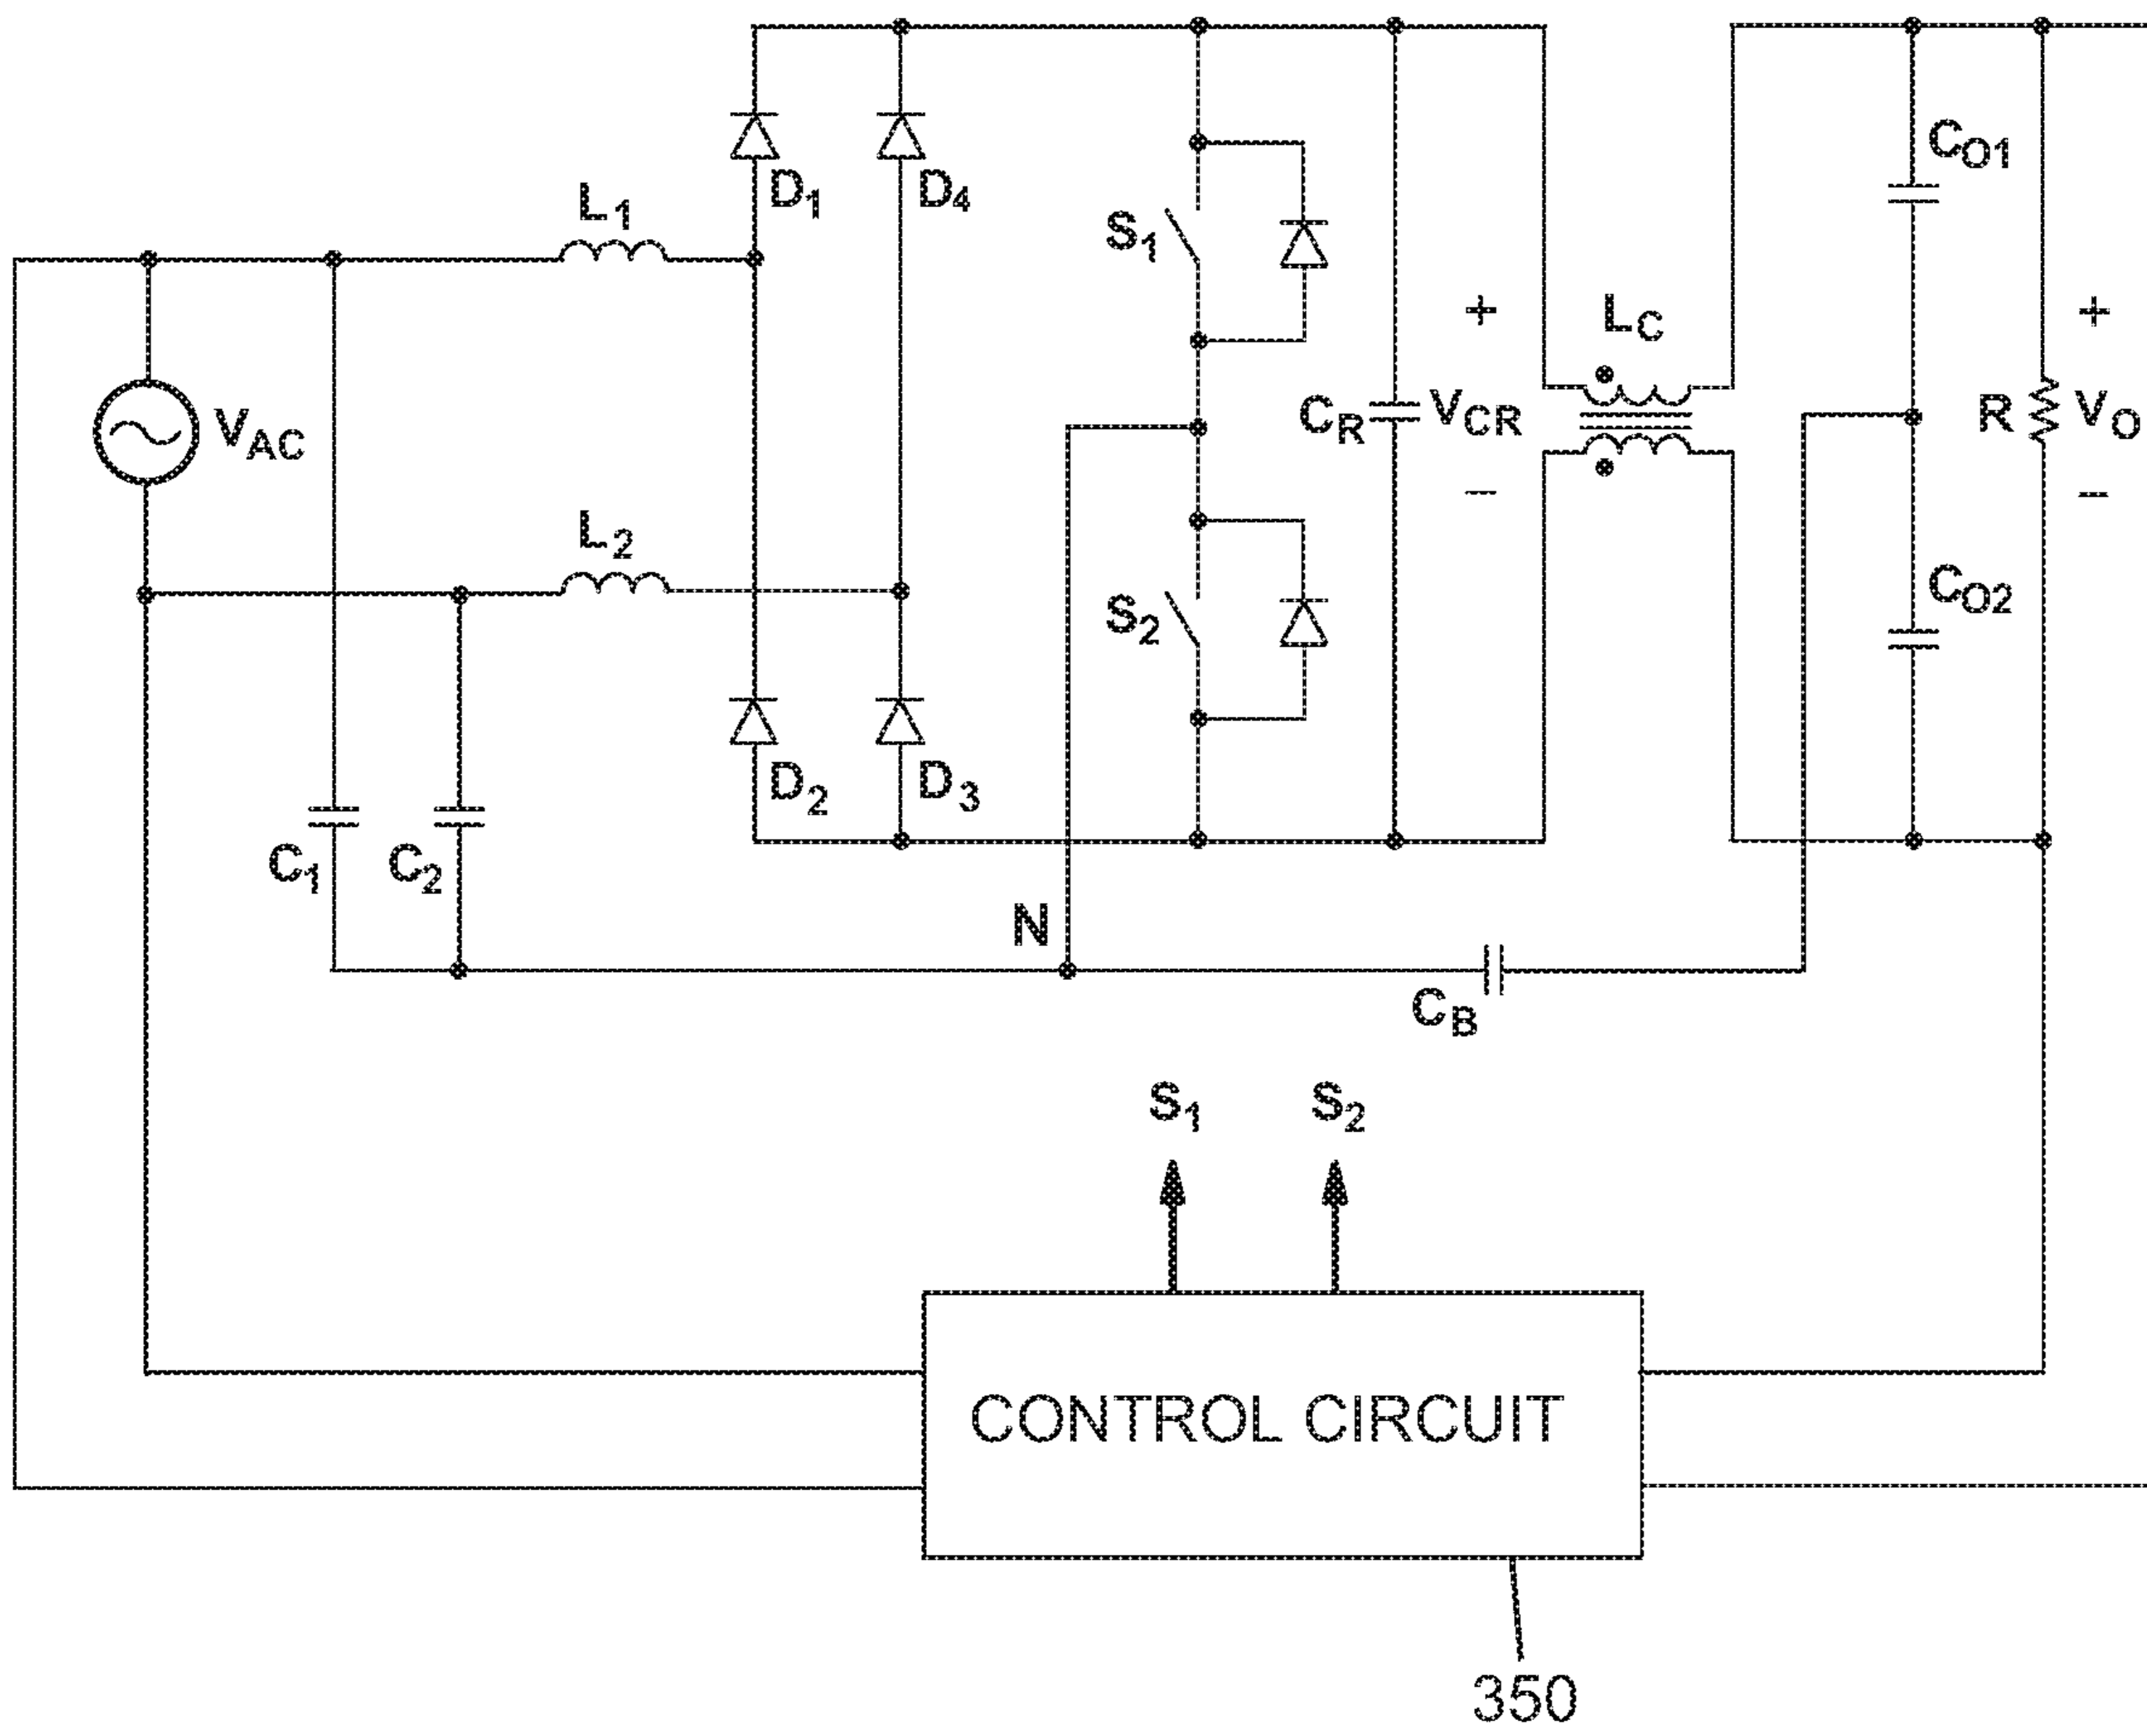 D1
D4
L1
S1
CO1
+
+
LC
VAC
CR
VCR
R
VO
−
−
L2
S2
CO2
D2
D3
C1
C2
N
CB
S1
S2
CONTROL CIRCUIT
350